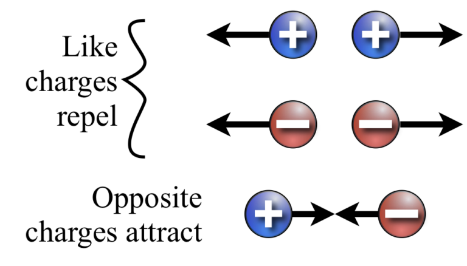 Like
charges
repel
+ +
− −
Opposite
charges attract
+ −